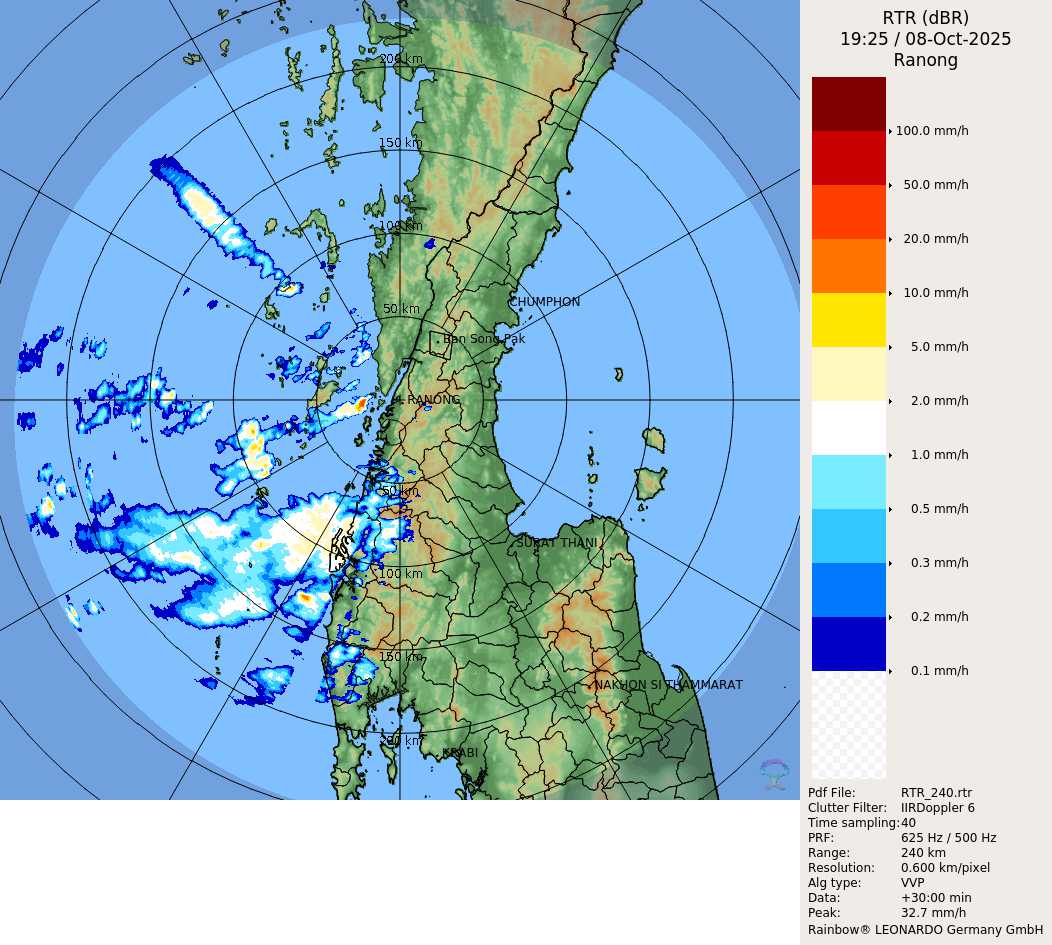 RTR (dBR)
19:25 / 08-Oct-2025
Ranong
100.0 mm/h
50.0 mm/h
20.0 mm/h
10.0 mm/h
5.0 mm/h
2.0 mm/h
1.0 mm/h
0.5 mm/h
0.3 mm/h
0.2 mm/h
0.1 mm/h
200 km
150 km
100 km
50 km
CHUMPHON
Ban Song Pak
RANONG
50 km
SURAT THANI
100 km
150 km
NAKHON SI THAMMARAT
200 km
KRABI
Pdf File: RTR_240.rtr
Clutter Filter: IIRDoppler 6
Time sampling: 40
PRF: 625 Hz / 500 Hz
Range: 240 km
Resolution: 0.600 km/pixel
Alg type: VVP
Data: +30:00 min
Peak: 32.7 mm/h
Rainbow® LEONARDO Germany GmbH